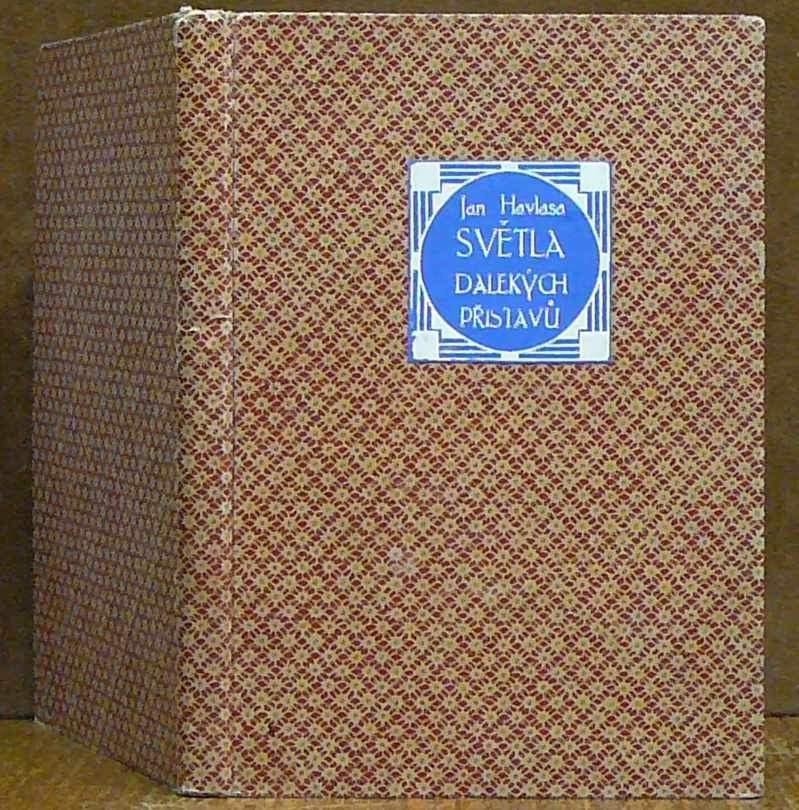 Jan Havlasa
SVĚTLA
DALEKÝCH
PŘÍSTAVŮ